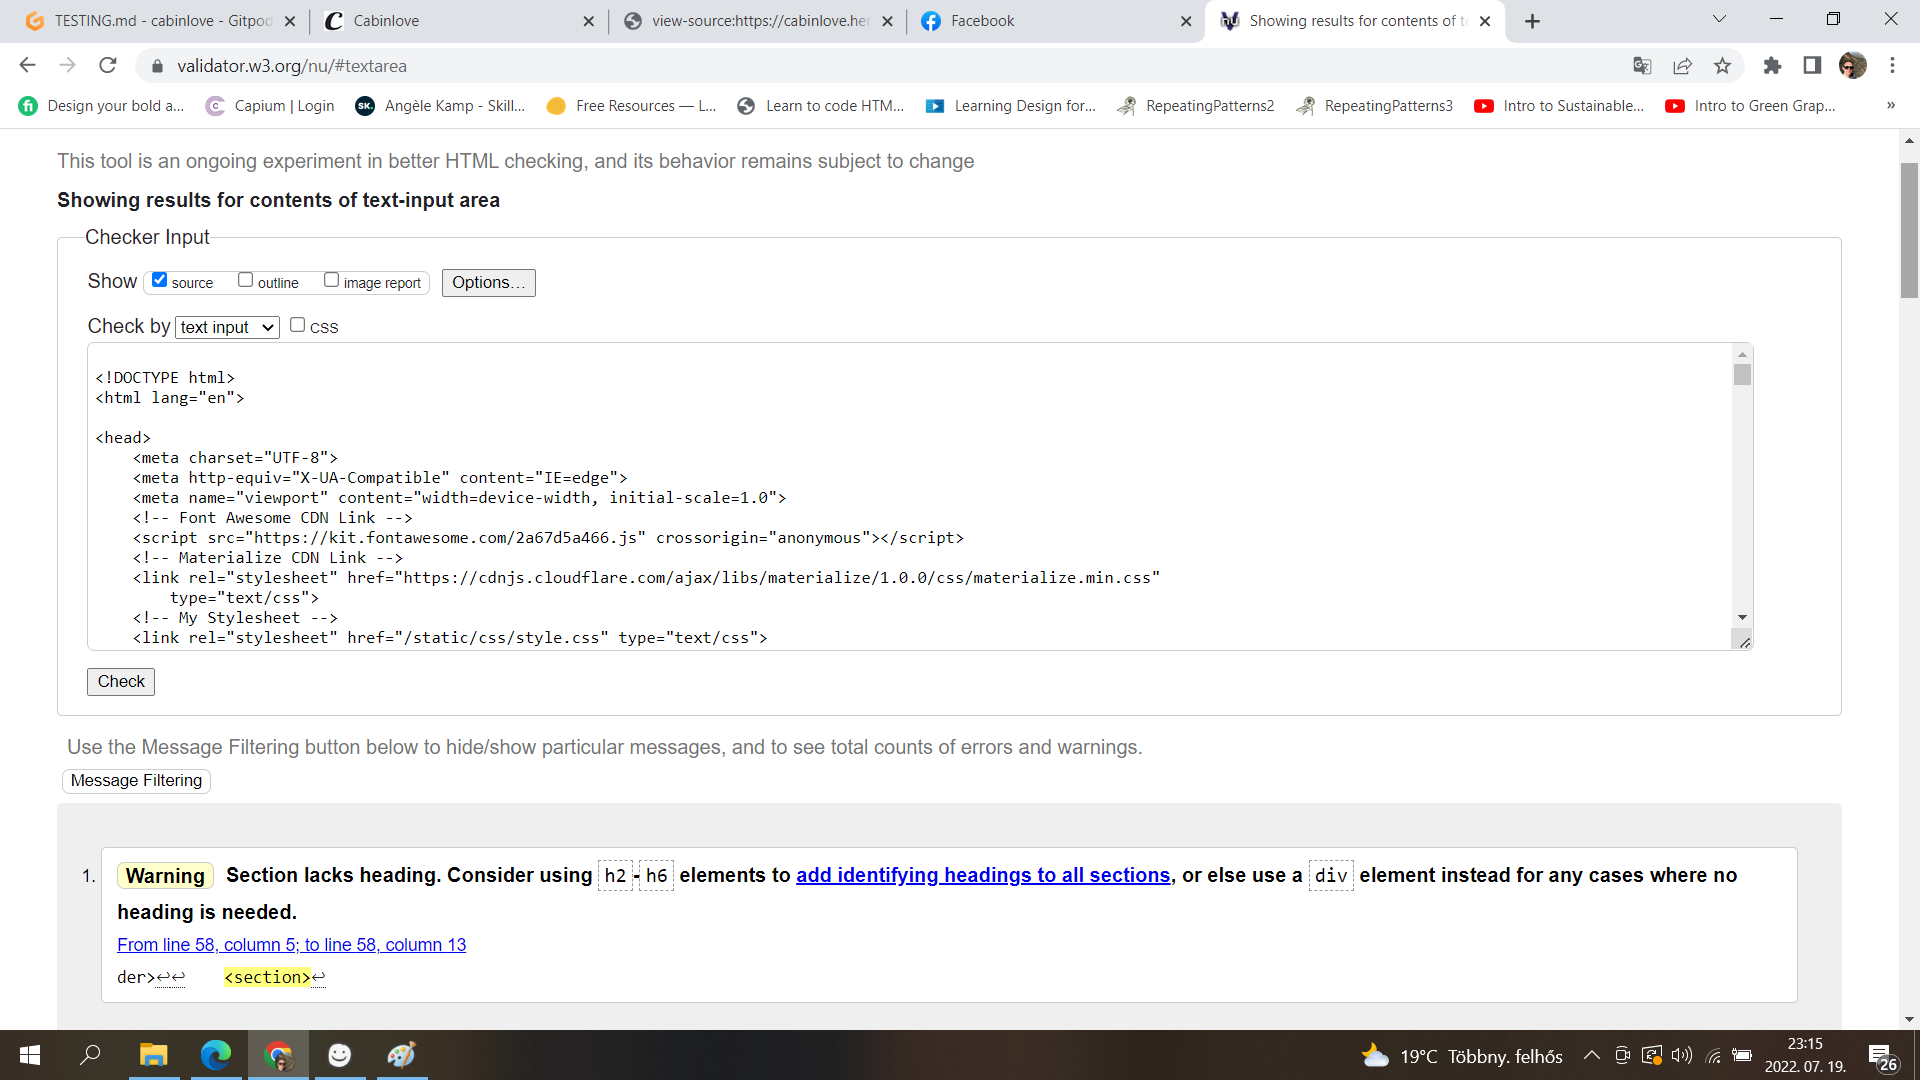 TESTING.md - cabinlove - Gitpod
Cabinlove
view-source:https://cabinlove.her
Facebook
Showing results for contents of t
validator.w3.org/nu/#textarea
Design your bold a...
Capium | Login
Angèle Kamp - Skill...
Free Resources — L...
Learn to code HTM...
Learning Design for...
RepeatingPatterns2
RepeatingPatterns3
Intro to Sustainable...
Intro to Green Grap...
»
This tool is an ongoing experiment in better HTML checking, and its behavior remains subject to change
Showing results for contents of text-input area
Checker Input
Show source outline image report Options...
Check by text input CSS
<!DOCTYPE html>
<html lang="en">
<head>
<meta charset="UTF-8">
<meta http-equiv="X-UA-Compatible" content="IE=edge">
<meta name="viewport" content="width=device-width, initial-scale=1.0">
<!-- Font Awesome CDN Link -->
<script src="https://kit.fontawesome.com/2a67d5a466.js" crossorigin="anonymous"></script>
<!-- Materialize CDN Link -->
<link rel="stylesheet" href="https://cdnjs.cloudflare.com/ajax/libs/materialize/1.0.0/css/materialize.min.css"
type="text/css">
<!-- My Stylesheet -->
<link rel="stylesheet" href="/static/css/style.css" type="text/css">
Check
Use the Message Filtering button below to hide/show particular messages, and to see total counts of errors and warnings.
Message Filtering
1. Warning Section lacks heading. Consider using h2-h6 elements to add identifying headings to all sections, or else use a div element instead for any cases where no
heading is needed.
From line 58, column 5; to line 58, column 13
der>↩↩ <section>↩
19°C Többny. felhős
23:15
2022. 07. 19.
26